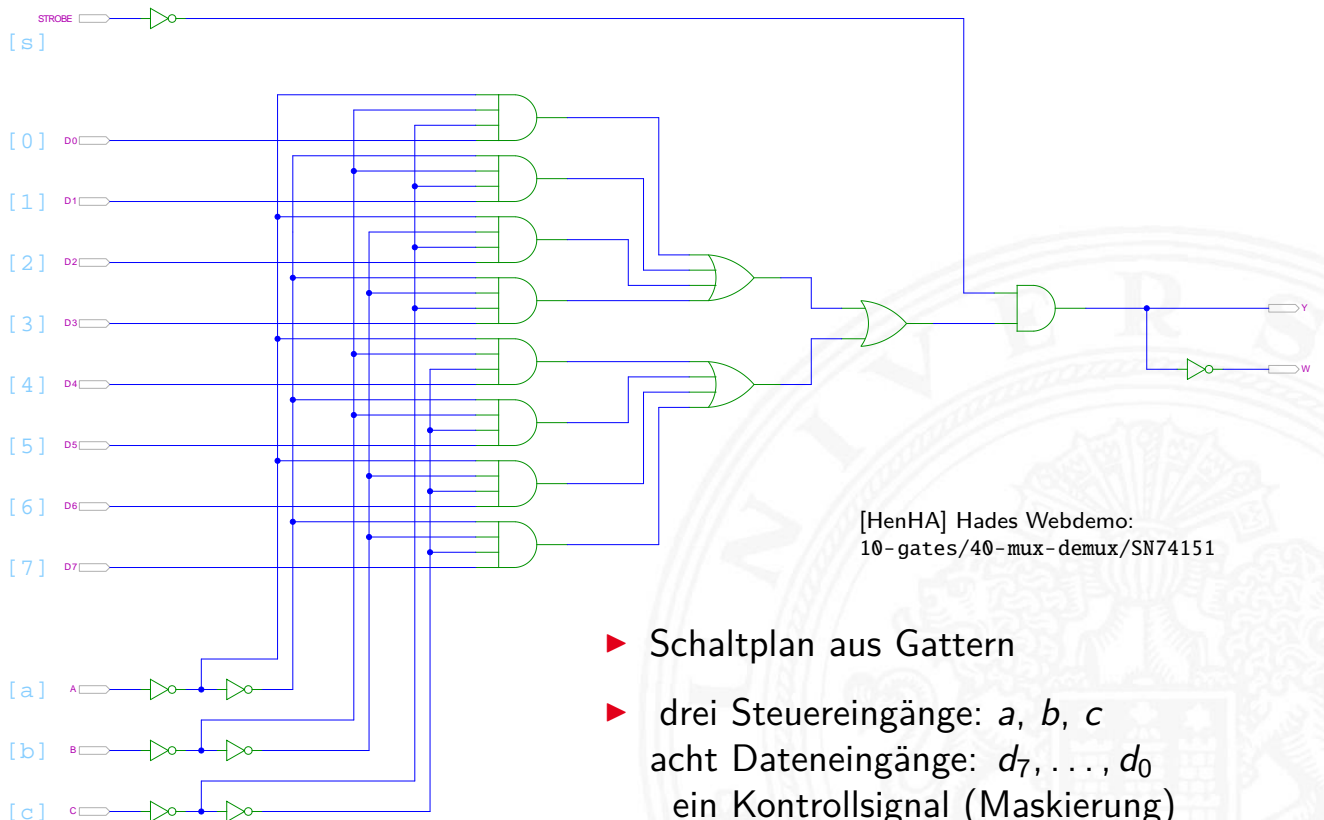 STROBE
[s]
[0] D0
[1] D1
[2] D2
[3] D3
[4] D4
[5] D5
[6] D6
[7] D7
[a] A
[b] B
[c] C
Y
W
[HenHA] Hades Webdemo:
10-gates/40-mux-demux/SN74151
▶ Schaltplan aus Gattern
▶ drei Steuereingänge: a, b, c
acht Dateneingänge: d₇, . . . , d₀
ein Kontrollsignal (Maskierung)
N I V E R S